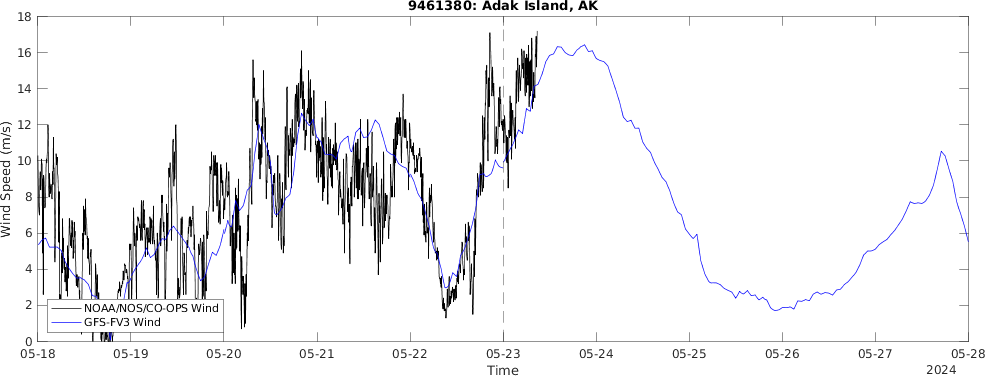 9461380: Adak Island, AK
Wind Speed (m/s)
18
16
14
12
10
8
6
4
2
0
NOAA/NOS/CO-OPS Wind
GFS-FV3 Wind
05-18 05-19 05-20 05-21 05-22 05-23 05-24 05-25 05-26 05-27 05-28
Time
2024